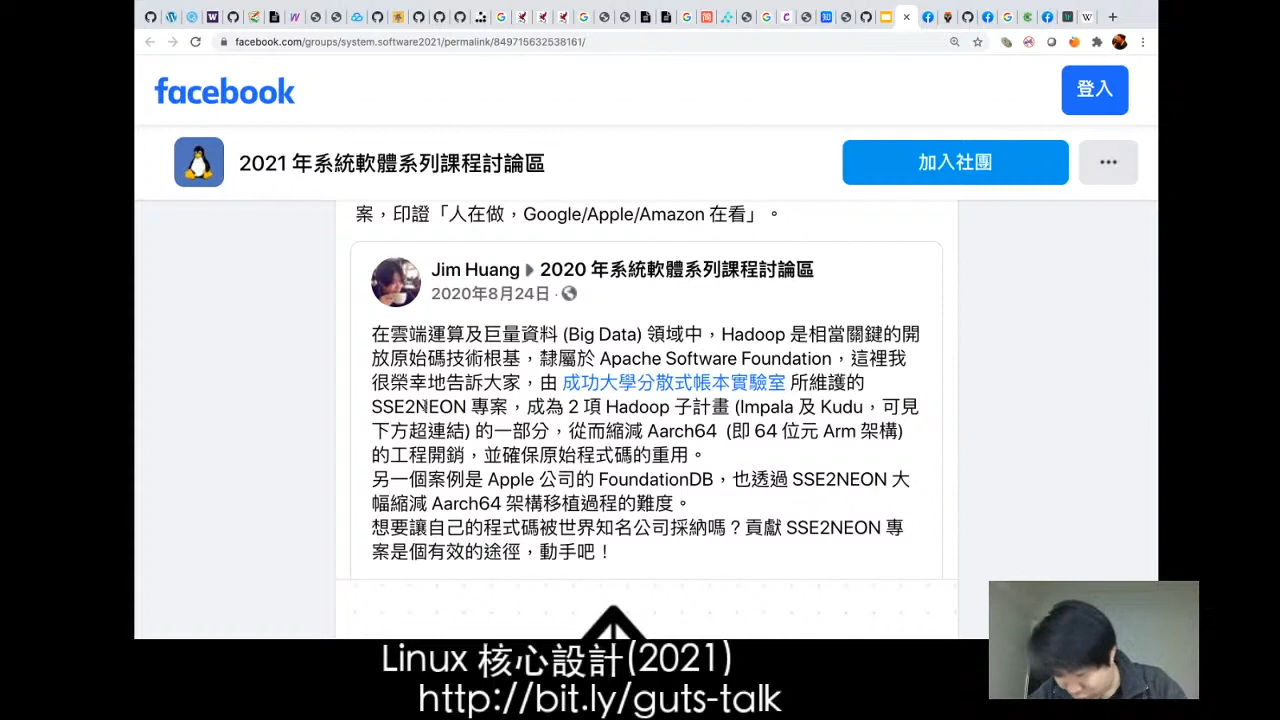 facebook.com/groups/system.software2021/permalink/849715632538161/
facebook
登入
2021 年系統軟體系列課程討論區
加入社團
案，印證「人在做，Google/Apple/Amazon 在看」。
Jim Huang ▶ 2020 年系統軟體系列課程討論區
2020年8月24日 ·
在雲端運算及巨量資料 (Big Data) 領域中，Hadoop 是相當關鍵的開
放原始碼技術根基，隸屬於 Apache Software Foundation，這裡我
很榮幸地告訴大家，由 成功大學分散式帳本實驗室 所維護的
SSE2NEON 專案，成為 2 項 Hadoop 子計畫 (Impala 及 Kudu，可見
下方超連結) 的一部分，從而縮減 Aarch64 (即 64 位元 Arm 架構)
的工程開銷，並確保原始程式碼的重用。
另一個案例是 Apple 公司的 FoundationDB，也透過 SSE2NEON 大
幅縮減 Aarch64 架構移植過程的難度。
想要讓自己的程式碼被世界知名公司採納嗎？貢獻 SSE2NEON 專
案是個有效的途徑，動手吧！
Linux 核心設計(2021)
http://bit.ly/guts-talk